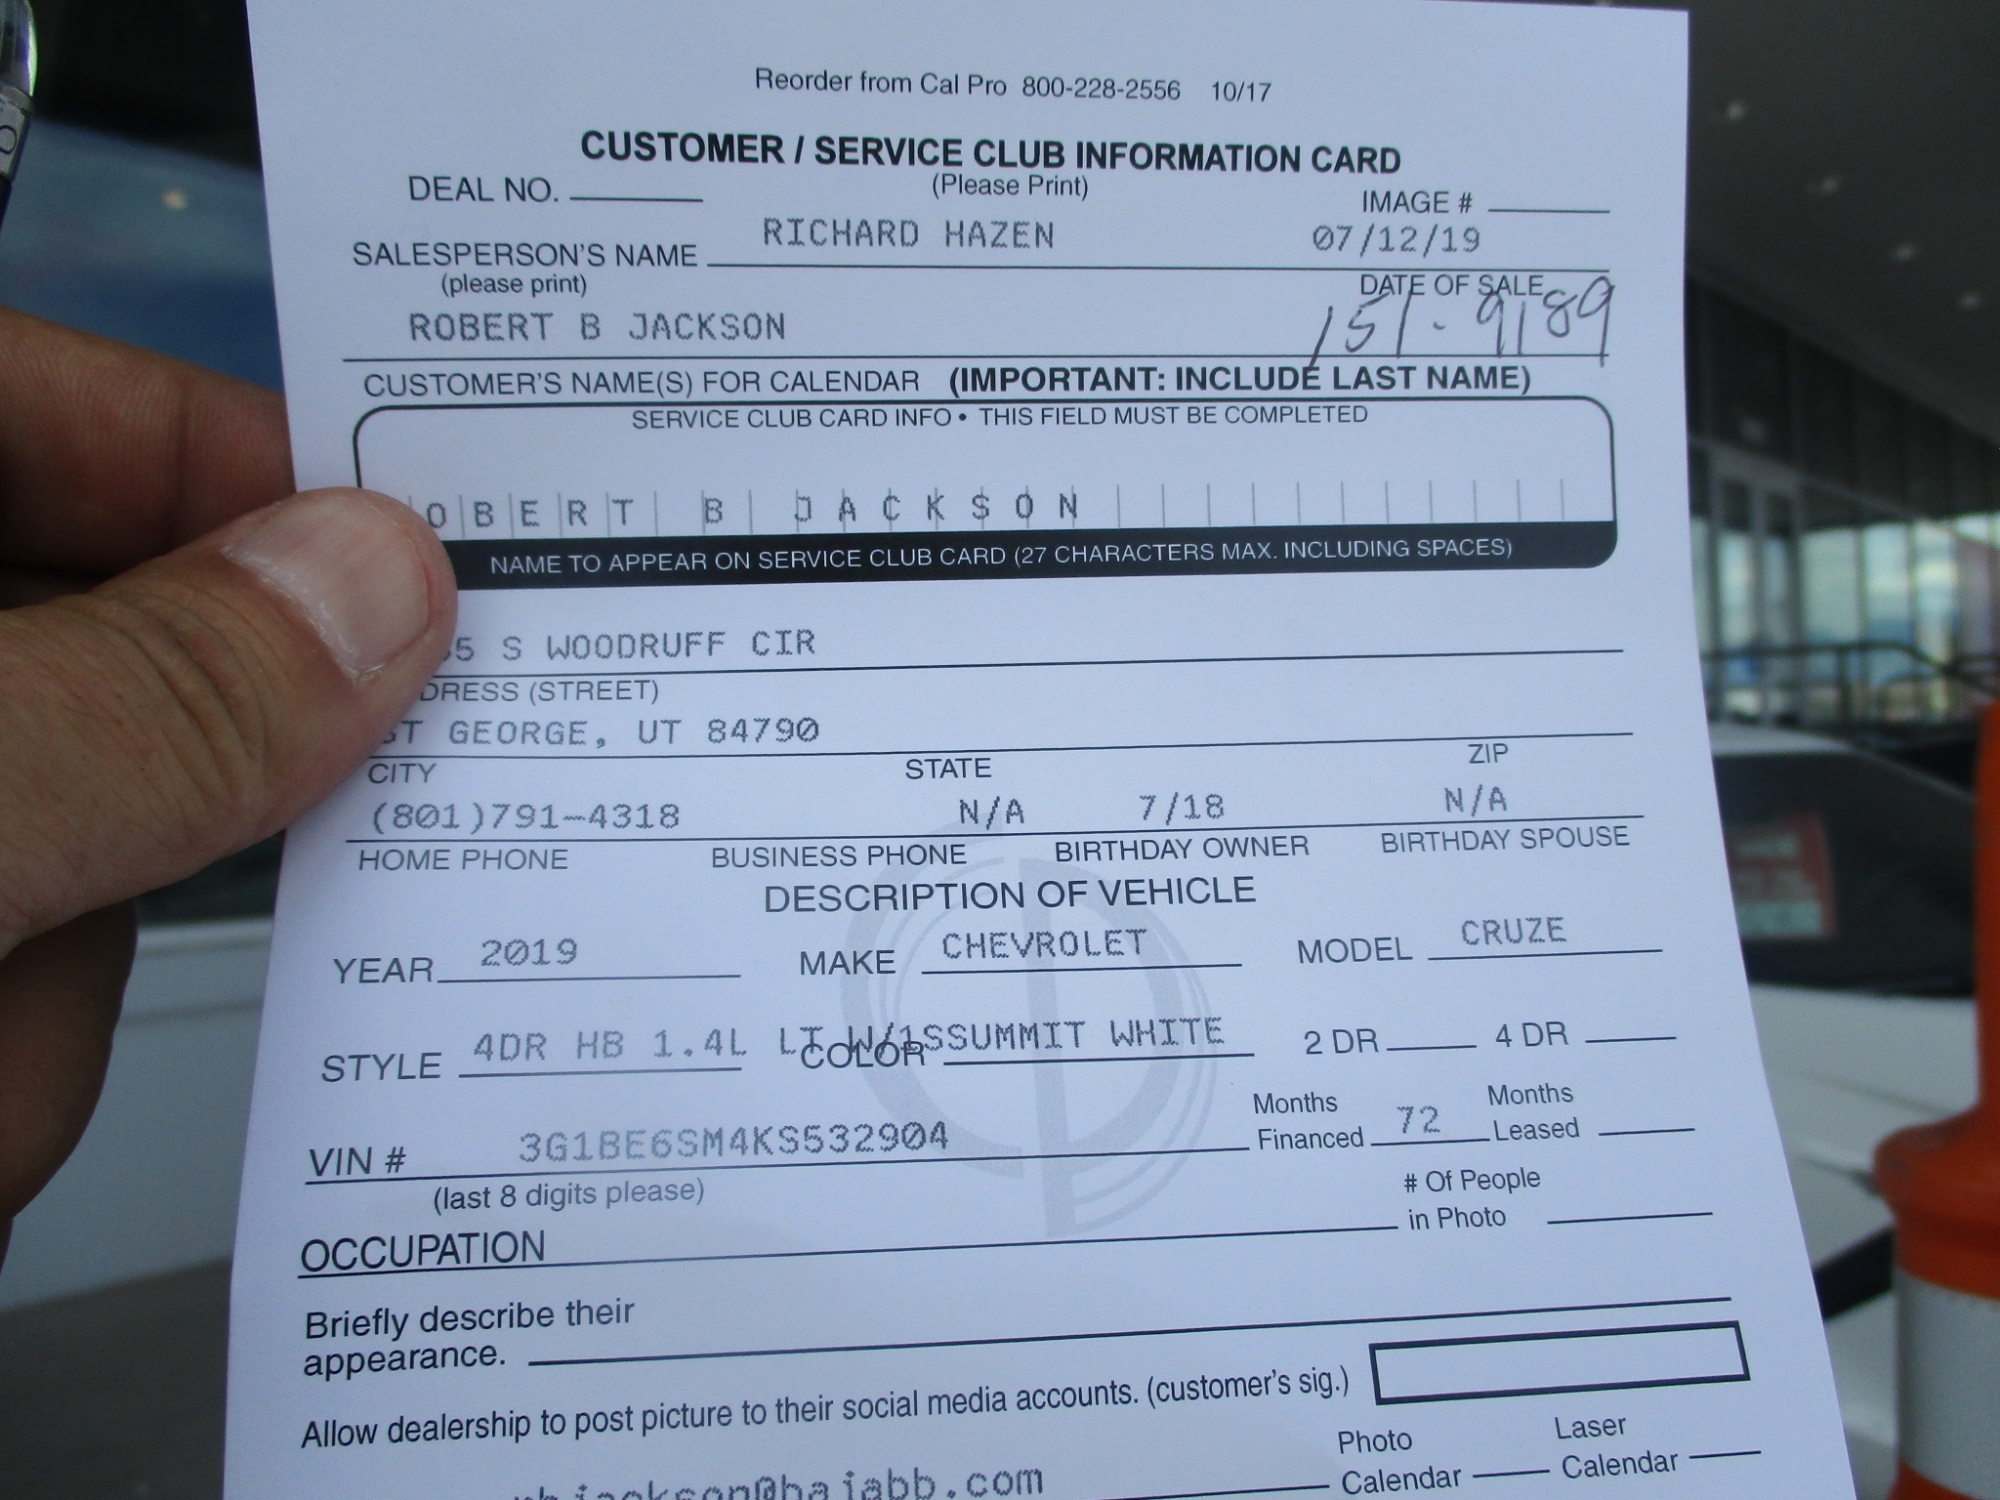 Reorder from Cal Pro 800-228-2556 10/17
CUSTOMER / SERVICE CLUB INFORMATION CARD
(Please Print)
DEAL NO.
IMAGE #
RICHARD HAZEN 07/12/19
SALESPERSON'S NAME
(please print) DATE OF SALE
ROBERT B JACKSON 151-9189
CUSTOMER'S NAME(S) FOR CALENDAR (IMPORTANT: INCLUDE LAST NAME)
SERVICE CLUB CARD INFO • THIS FIELD MUST BE COMPLETED
OBERT B JACKSON
NAME TO APPEAR ON SERVICE CLUB CARD (27 CHARACTERS MAX. INCLUDING SPACES)
5 S WOODRUFF CIR
DRESS (STREET)
ST GEORGE, UT 84790
CITY STATE ZIP
(801)791-4318 N/A 7/18 N/A
HOME PHONE BUSINESS PHONE BIRTHDAY OWNER BIRTHDAY SPOUSE
DESCRIPTION OF VEHICLE
YEAR 2019 MAKE CHEVROLET MODEL CRUZE
STYLE 4DR HB 1.4L LT W/1SSUMMIT WHITE COLOR 2 DR 4 DR
VIN # 3G1BE6SM4KS532904 Months Financed 72 Months Leased
(last 8 digits please)
# Of People
in Photo
OCCUPATION
Briefly describe their
appearance.
Allow dealership to post picture to their social media accounts. (customer's sig.)
Photo Calendar Laser Calendar